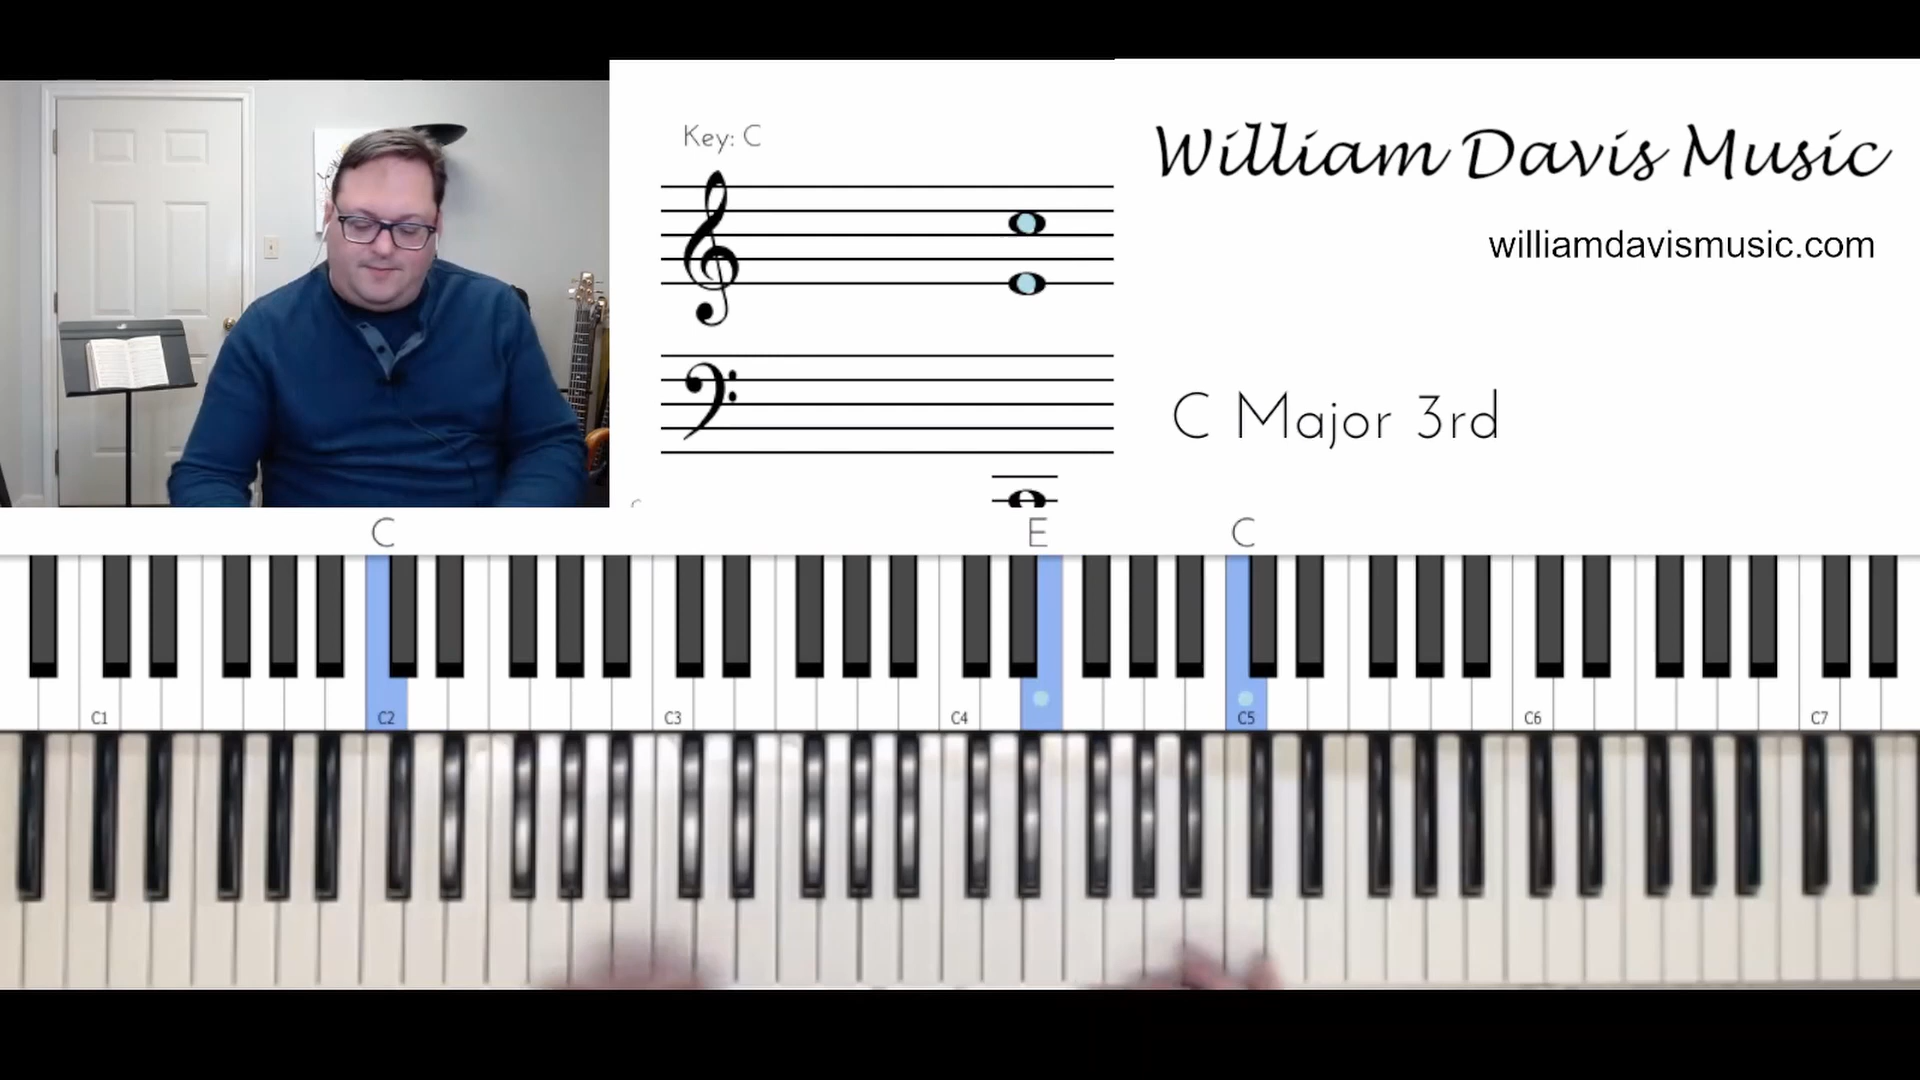 Key: C
William Davis Music
williamdavismusic.com
C Major 3rd
C E C
C1 C2 C3 C4 C5 C6 C7